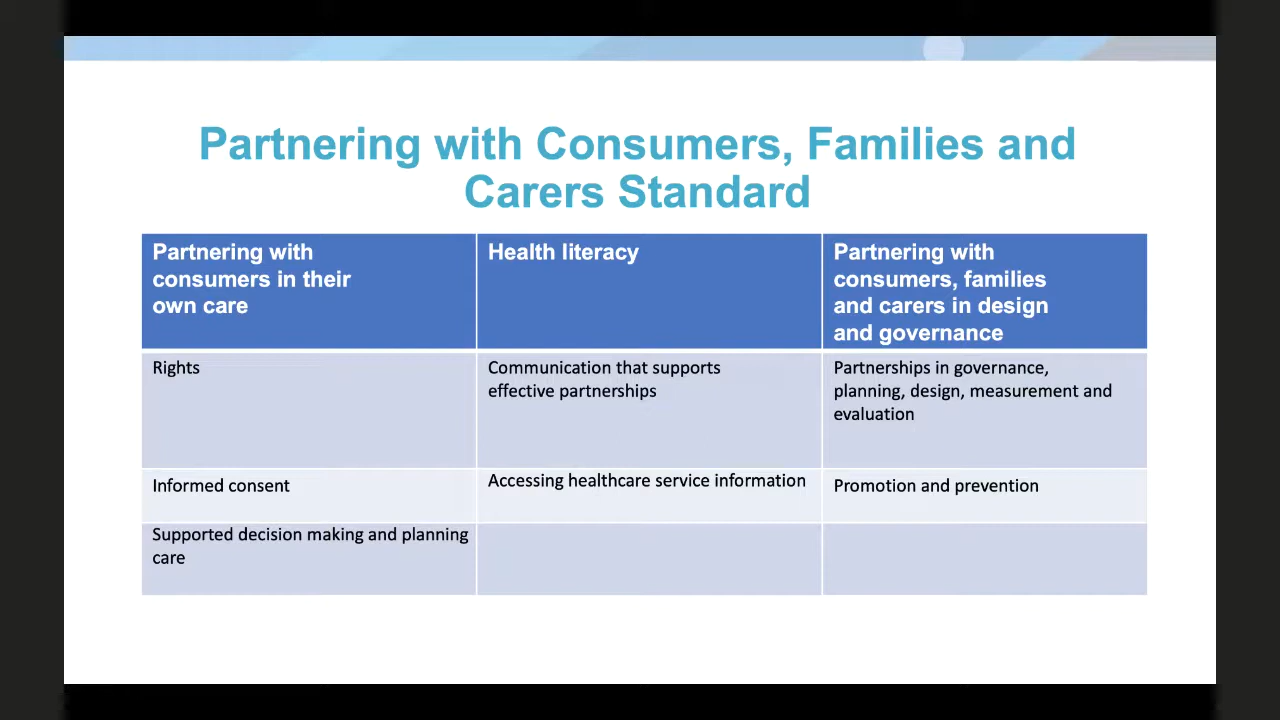 Partnering with Consumers, Families and
Carers Standard
Partnering with
consumers in their
own care
Health literacy
Partnering with
consumers, families
and carers in design
and governance
Rights
Communication that supports
effective partnerships
Partnerships in governance,
planning, design, measurement and
evaluation
Informed consent
Accessing healthcare service information
Promotion and prevention
Supported decision making and planning
care